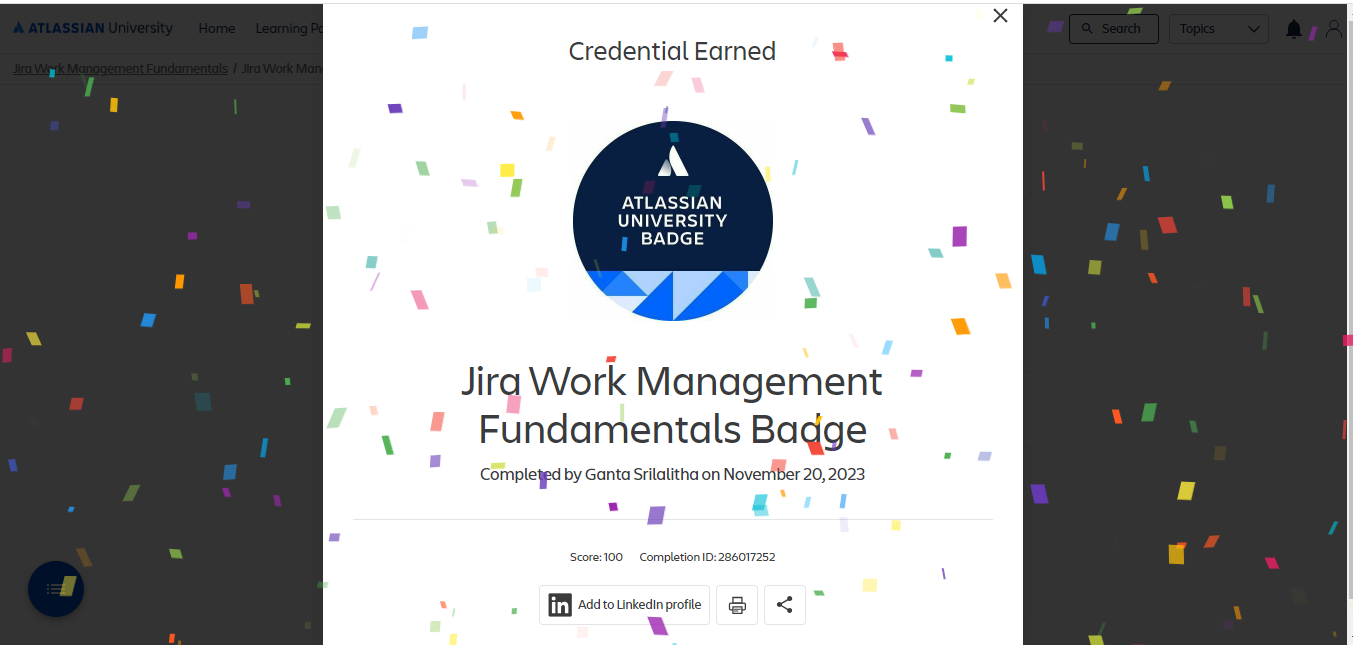 ATLASSIAN University
Home
Learning Pa
Search
Topics
Jira Work Management Fundamentals / Jira Work Man
Credential Earned
ATLASSIAN
UNIVERSITY
BADGE
Jira Work Management
Fundamentals Badge
Completed by Ganta Srilalitha on November 20, 2023
Score: 100
Completion ID: 286017252
in Add to LinkedIn profile